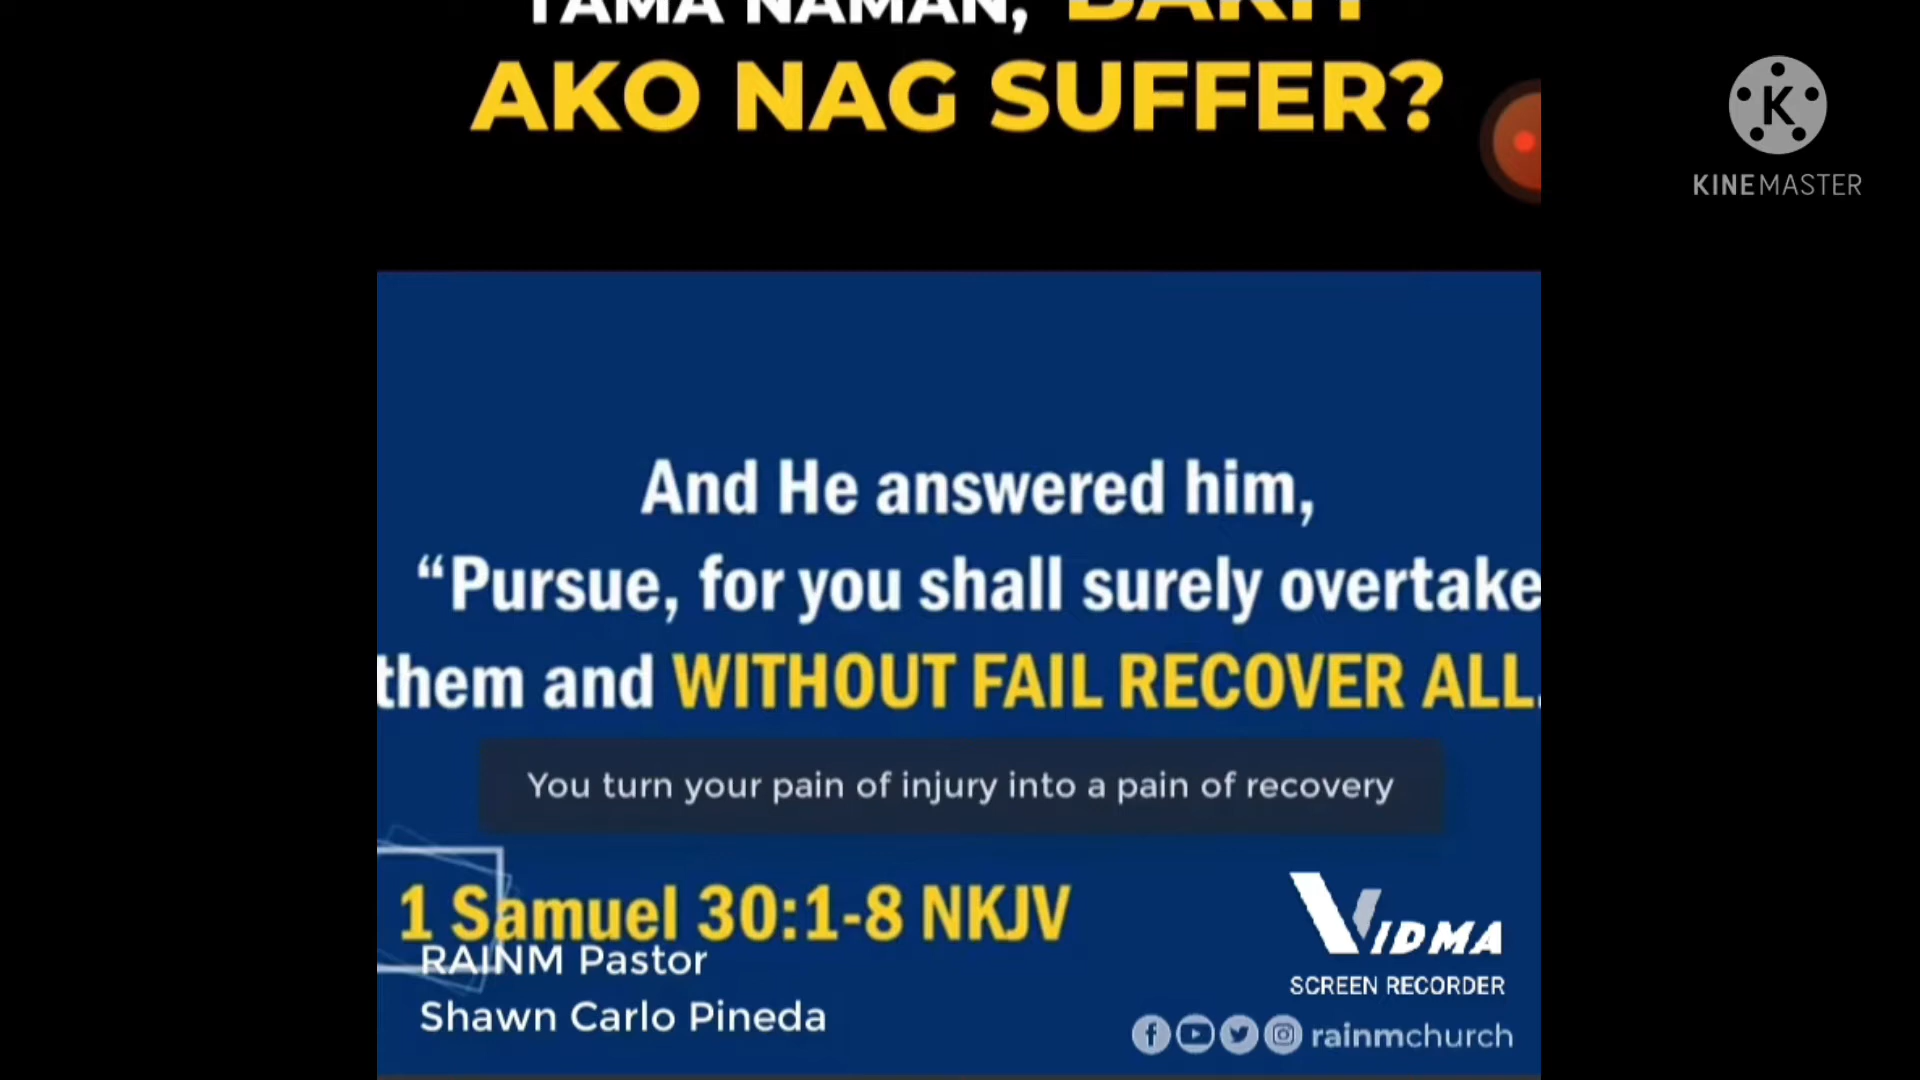 TAMA NAMAN, BAKIT
AKO NAG SUFFER?
K
KINEMASTER
And He answered him,
“Pursue, for you shall surely overtake
them and WITHOUT FAIL RECOVER ALL.
You turn your pain of injury into a pain of recovery
1 Samuel 30:1-8 NKJV
RAINM Pastor
Shawn Carlo Pineda
VIDMA
SCREEN RECORDER
rainmchurch